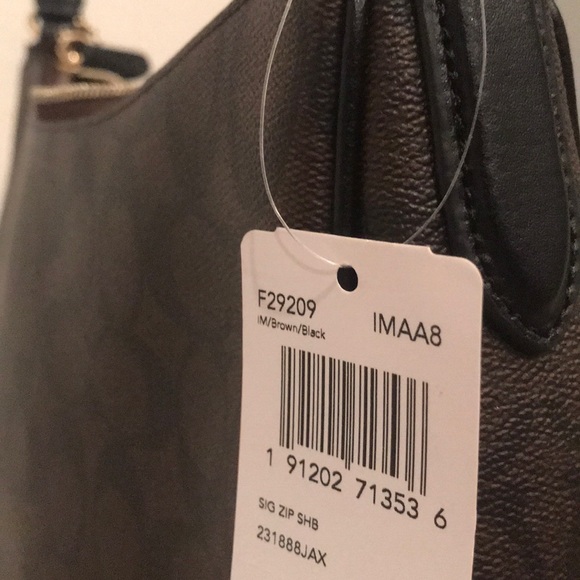 F29209 IMAA8
IM/Brown/Black
1 91202 71353 6
SIG ZIP SHB
231888JAX